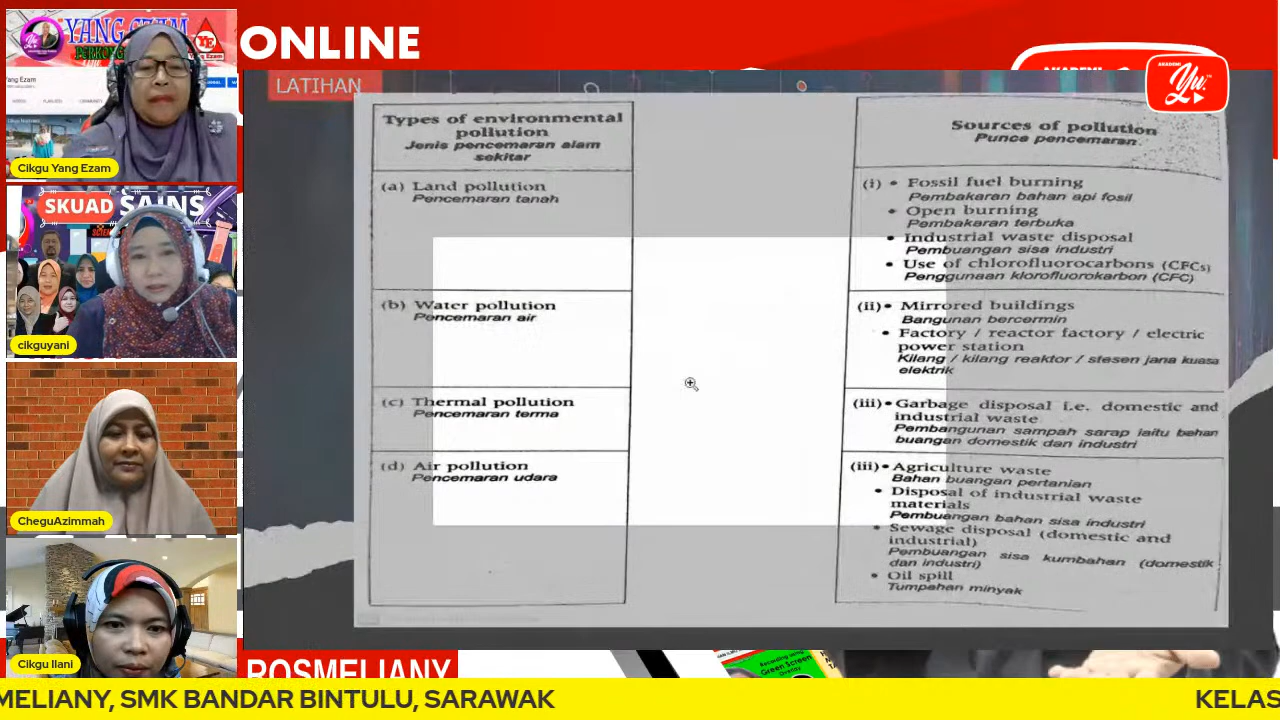 YANG EZAM
Yang Ezam
Cikgu Yang Ezam
SKUAD SAINS
cikguyani
CheguAzimmah
Cikgu Ilani
ONLINE
LATIHAN
AKADEMI
Yu
Types of environmental
pollution
Jenis pencemaran alam
sekitar
(a) Land pollution
Pencemaran tanah
(b) Water pollution
Pencemaran air
(c) Thermal pollution
Pencemaran terma
(d) Air pollution
Pencemaran udara
Sources of pollution
Punca pencemaran
(i) • Fossil fuel burning
Pembakaran bahan api fosil
• Open burning
Pembakaran terbuka
• Industrial waste disposal
Pembuangan sisa industri
• Use of chlorofluorocarbons (CFCs)
Penggunaan klorofluorokarbon (CFC)
(ii) • Mirrored buildings
Bangunan bercermin
• Factory / reactor factory / electric
power station
Kilang / kilang reaktor / stesen jana kuasa
elektrik
(iii) • Garbage disposal i.e. domestic and
industrial waste
Pembangunan sampah sarap iaitu bahan
buangan domestik dan industri
(iii) • Agriculture waste
Bahan buangan pertanian
• Disposal of industrial waste
materials
Pembuangan bahan sisa industri
• Sewage disposal (domestic and
industrial)
Pembuangan sisa kumbahan (domestik
dan industri)
• Oil spill
Tumpahan minyak
ROSMELIANY
Green Screen
MELIANY, SMK BANDAR BINTULU, SARAWAK
KELAS